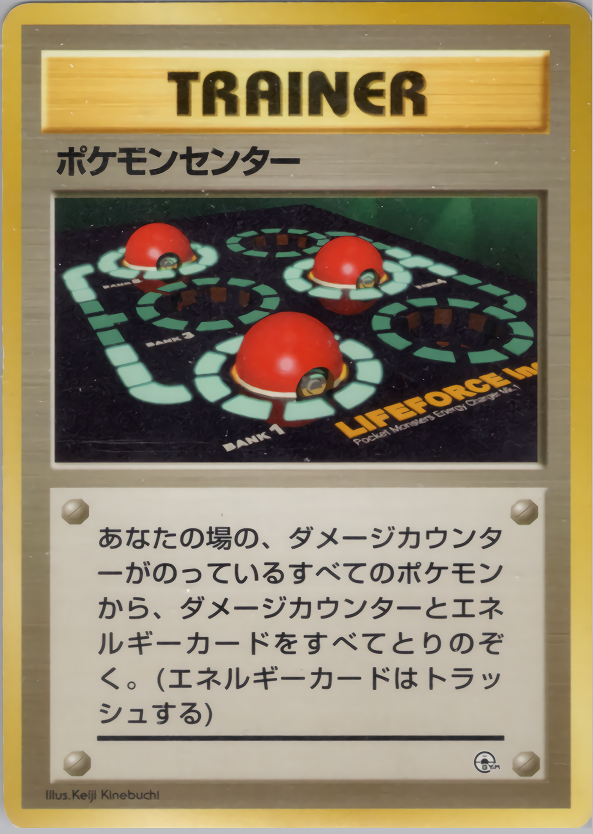 TRAINER
ポケモンセンター
BANK 3
BANK 1
LIFEFORCE Inc
Pocket Monsters Energy Charger Mk.1
あなたの場の、ダメージカウンタ
ーがのっているすべてのポケモン
から、ダメージカウンターとエネ
ルギーカードをすべてとりのぞ
く。(エネルギーカードはトラッ
シュする)
Illus.Keiji Kinebuchi